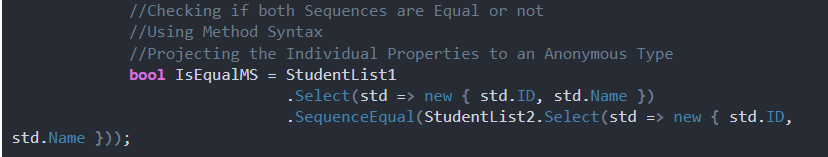 //Checking if both Sequences are Equal or not
//Using Method Syntax
//Projecting the Individual Properties to an Anonymous Type
bool IsEqualMS = StudentList1
.Select(std => new { std.ID, std.Name })
.SequenceEqual(StudentList2.Select(std => new { std.ID,
std.Name }));